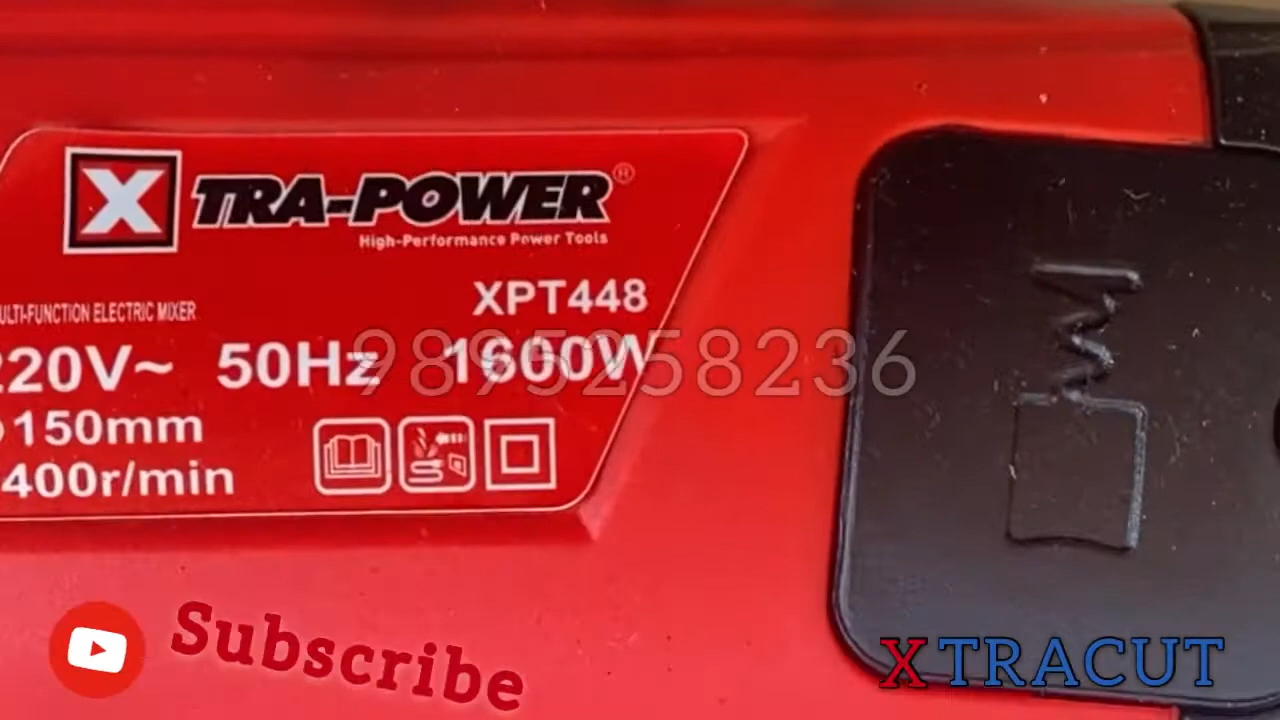 X TRA-POWER®
High-Performance Power Tools
XPT448
ULTI-FUNCTION ELECTRIC MIXER
220V~ 50Hz 1600W
9895258236
150mm
400r/min
Subscribe
XTRACUT